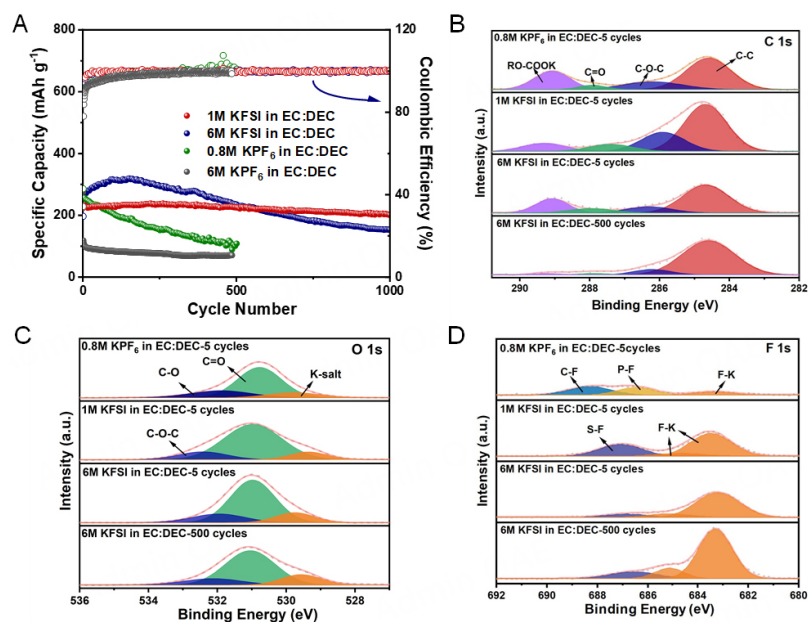 A
Specific Capacity (mAh g⁻¹)
800
700
600
500
400
300
200
100
0
120
80
40
0
Coulombic Efficiency (%)
1M KFSI in EC:DEC
6M KFSI in EC:DEC
0.8M KPF₆ in EC:DEC
6M KPF₆ in EC:DEC
0
250
500
750
1000
Cycle Number
B
C 1s
Intensity (a.u.)
0.8M KPF₆ in EC:DEC-5 cycles
RO-COOK
C=O
C-O-C
C-C
1M KFSI in EC:DEC-5 cycles
6M KFSI in EC:DEC-5 cycles
6M KFSI in EC:DEC-500 cycles
290
288
286
284
282
Binding Energy (eV)
C
O 1s
Intensity (a.u.)
0.8M KPF₆ in EC:DEC-5 cycles
C-O
C=O
K-salt
1M KFSI in EC:DEC-5 cycles
C-O-C
6M KFSI in EC:DEC-5 cycles
6M KFSI in EC:DEC-500 cycles
536
534
532
530
528
Binding Energy (eV)
D
F 1s
Intensity (a.u.)
0.8M KPF₆ in EC:DEC-5cycles
C-F
P-F
F-K
1M KFSI in EC:DEC-5 cycles
S-F
F-K
6M KFSI in EC:DEC-5 cycles
6M KFSI in EC:DEC-500 cycles
692
690
688
686
684
682
680
Binding Energy (eV)